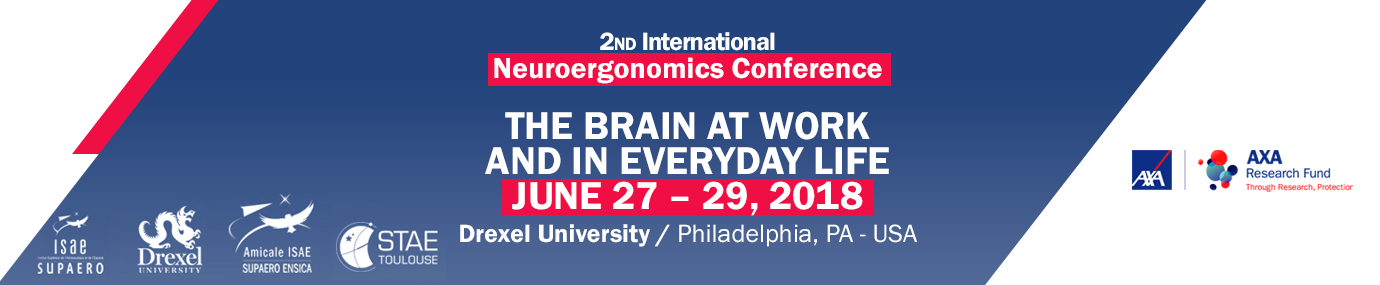 2ND International
Neuroergonomics Conference
THE BRAIN AT WORK
AND IN EVERYDAY LIFE
JUNE 27 – 29, 2018
Drexel University / Philadelphia, PA - USA
isae
SUPAERO
Drexel
UNIVERSITY
Amicale ISAE
SUPAERO ENSICA
STAE
TOULOUSE
AXA
AXA
Research Fund
Through Research, Protection